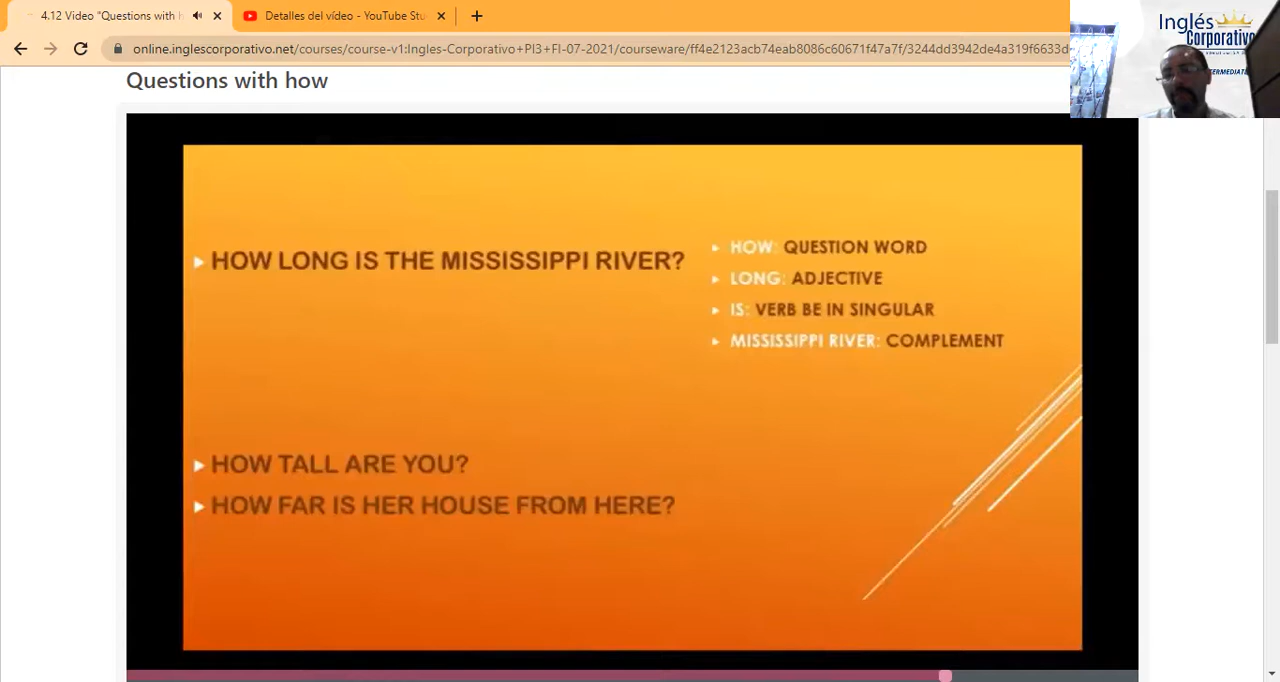 4.12 Video "Questions with h
Detalles del vídeo - YouTube Stu
online.inglescorporativo.net/courses/course-v1:Ingles-Corporativo+PI3+FI-07-2021/courseware/ff4e2123acb74eab8086c60671f47a7f/3244dd3942de4a319f6633d
Inglés
Corporativo
Questions with how
HOW LONG IS THE MISSISSIPPI RIVER?
HOW: QUESTION WORD
LONG: ADJECTIVE
IS: VERB BE IN SINGULAR
MISSISSIPPI RIVER: COMPLEMENT
HOW TALL ARE YOU?
HOW FAR IS HER HOUSE FROM HERE?